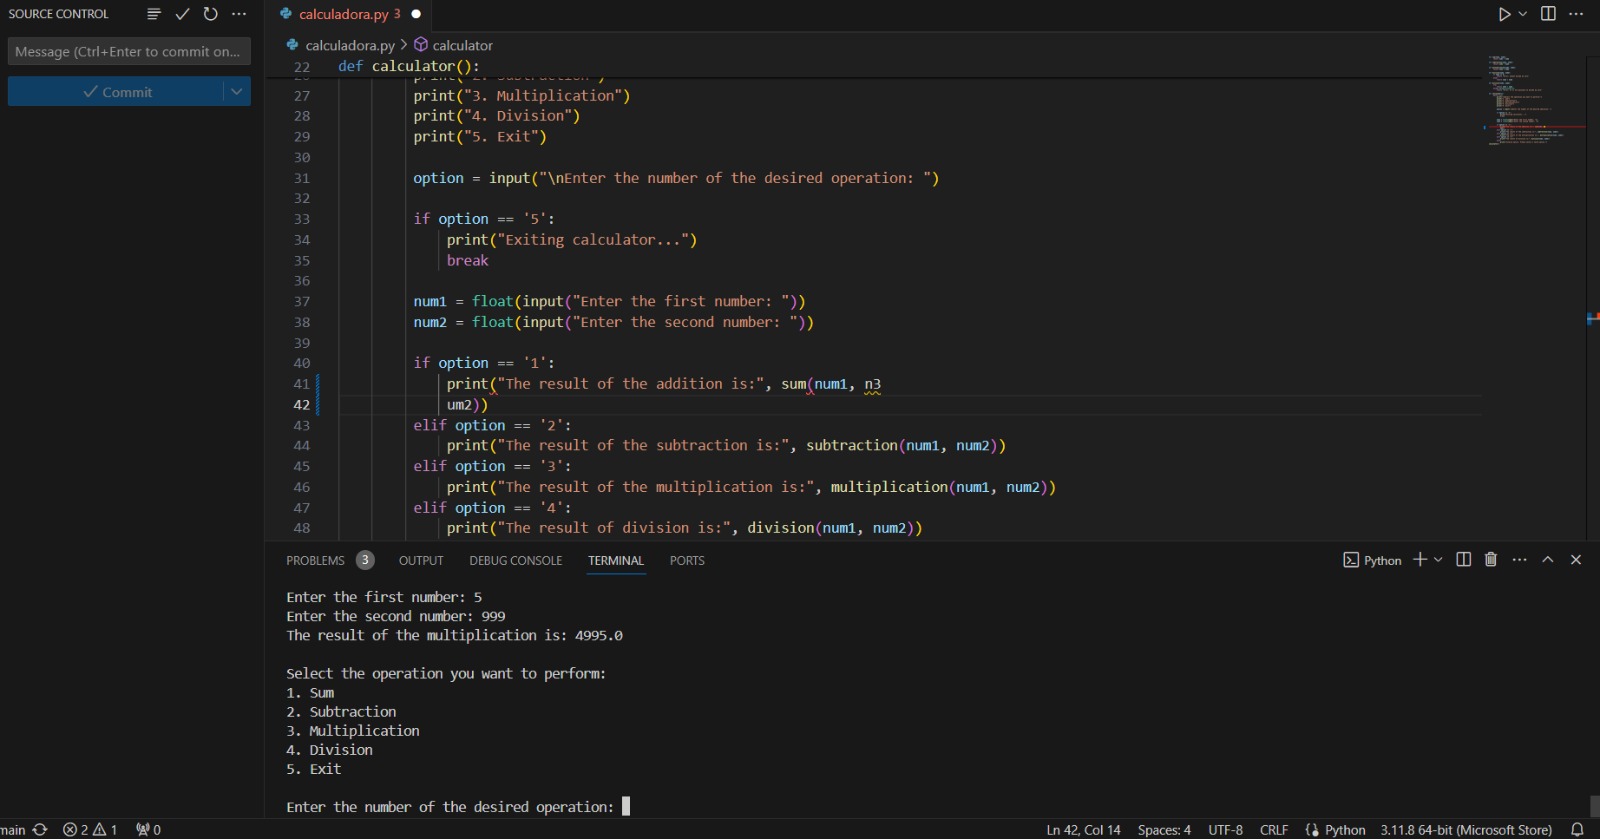 SOURCE CONTROL
Message (Ctrl+Enter to commit on...
Commit
calculadora.py 3
calculadora.py > calculator
22 def calculator():
print("2. Subtraction")
27 print("3. Multiplication")
28 print("4. Division")
29 print("5. Exit")
30
31 option = input("\nEnter the number of the desired operation: ")
32
33 if option == '5':
34 print("Exiting calculator...")
35 break
36
37 num1 = float(input("Enter the first number: "))
38 num2 = float(input("Enter the second number: "))
39
40 if option == '1':
41 print("The result of the addition is:", sum(num1, n3
42 um2))
43 elif option == '2':
44 print("The result of the subtraction is:", subtraction(num1, num2))
45 elif option == '3':
46 print("The result of the multiplication is:", multiplication(num1, num2))
47 elif option == '4':
48 print("The result of division is:", division(num1, num2))
PROBLEMS 3 OUTPUT DEBUG CONSOLE TERMINAL PORTS
Python
Enter the first number: 5
Enter the second number: 999
The result of the multiplication is: 4995.0
Select the operation you want to perform:
1. Sum
2. Subtraction
3. Multiplication
4. Division
5. Exit
Enter the number of the desired operation:
main 2 1 0
Ln 42, Col 14 Spaces: 4 UTF-8 CRLF Python 3.11.8 64-bit (Microsoft Store)